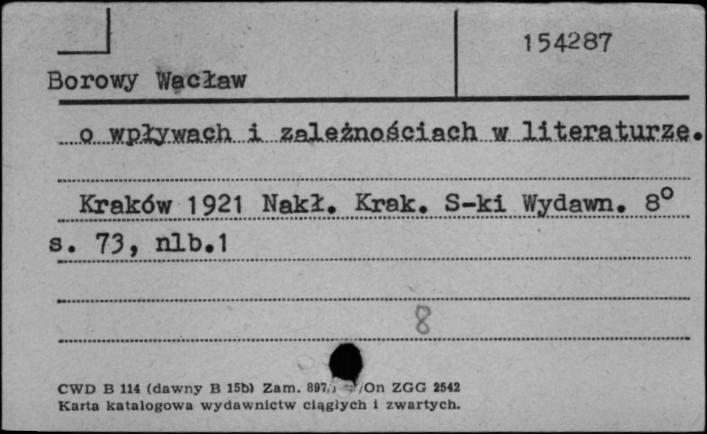 154287
Borowy Wacław
o wpływach i zależnościach w literaturze.
Kraków 1921 Nakł. Krak. S-ki Wydawn. 8°
s. 73, nlb.1
8
CWD B 114 (dawny B 15b) Zam. /On ZGG 2542
Karta katalogowa wydawnictw ciągłych i zwartych.